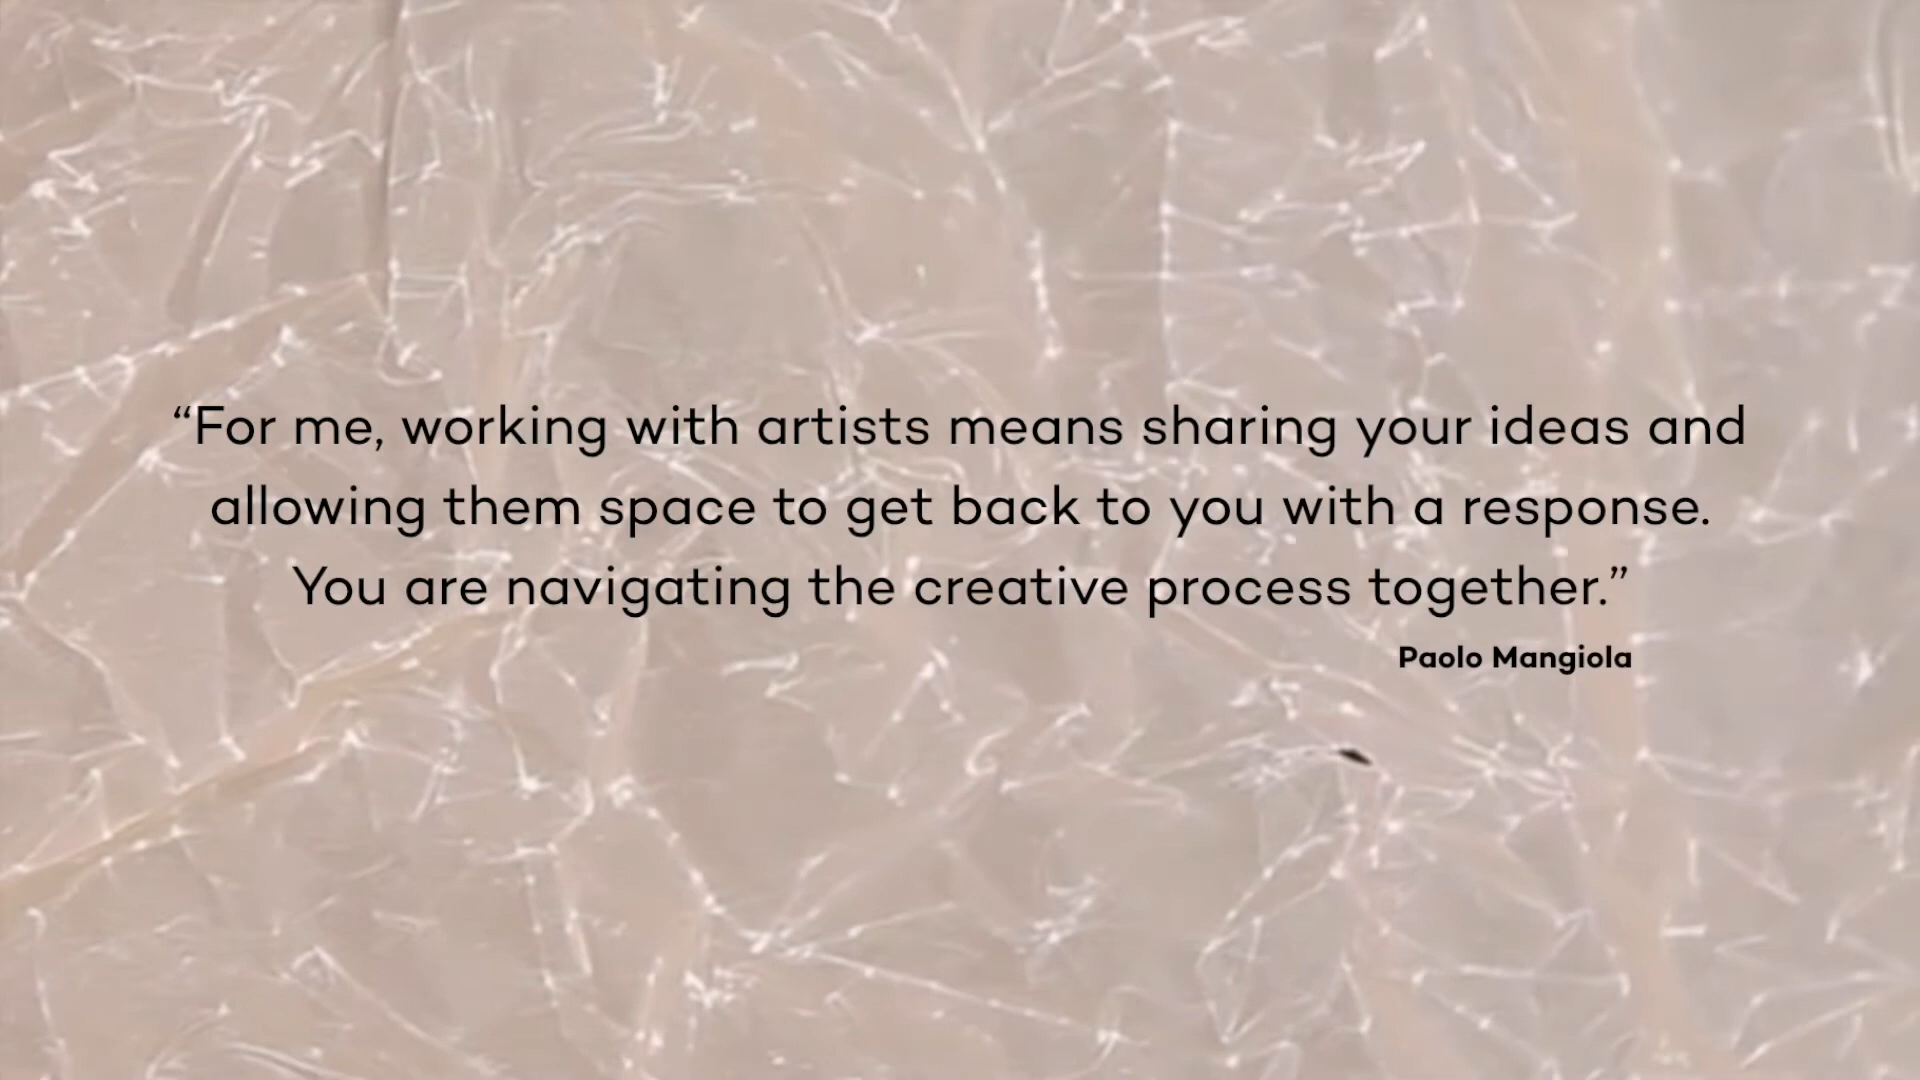 “For me, working with artists means sharing your ideas and
allowing them space to get back to you with a response.
You are navigating the creative process together.”
Paolo Mangiola